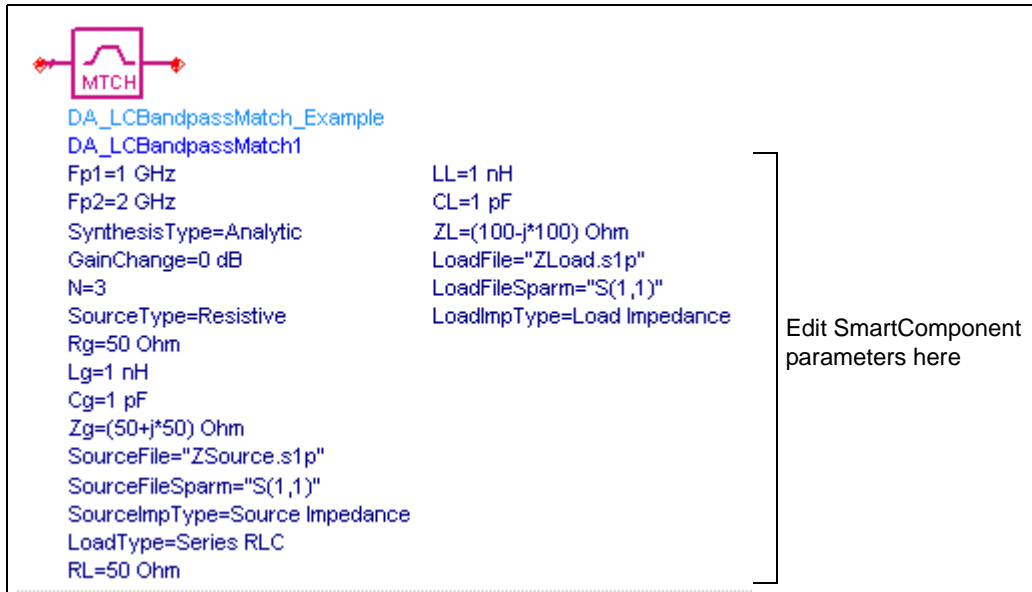 MTCH
DA_LCBandpassMatch_Example
DA_LCBandpassMatch1
Fp1=1 GHz
Fp2=2 GHz
SynthesisType=Analytic
GainChange=0 dB
N=3
SourceType=Resistive
Rg=50 Ohm
Lg=1 nH
Cg=1 pF
Zg=(50+j*50) Ohm
SourceFile="ZSource.s1p"
SourceFileSparm="S(1,1)"
SourceImpType=Source Impedance
LoadType=Series RLC
RL=50 Ohm
LL=1 nH
CL=1 pF
ZL=(100-j*100) Ohm
LoadFile="ZLoad.s1p"
LoadFileSparm="S(1,1)"
LoadImpType=Load Impedance
Edit SmartComponent
parameters here